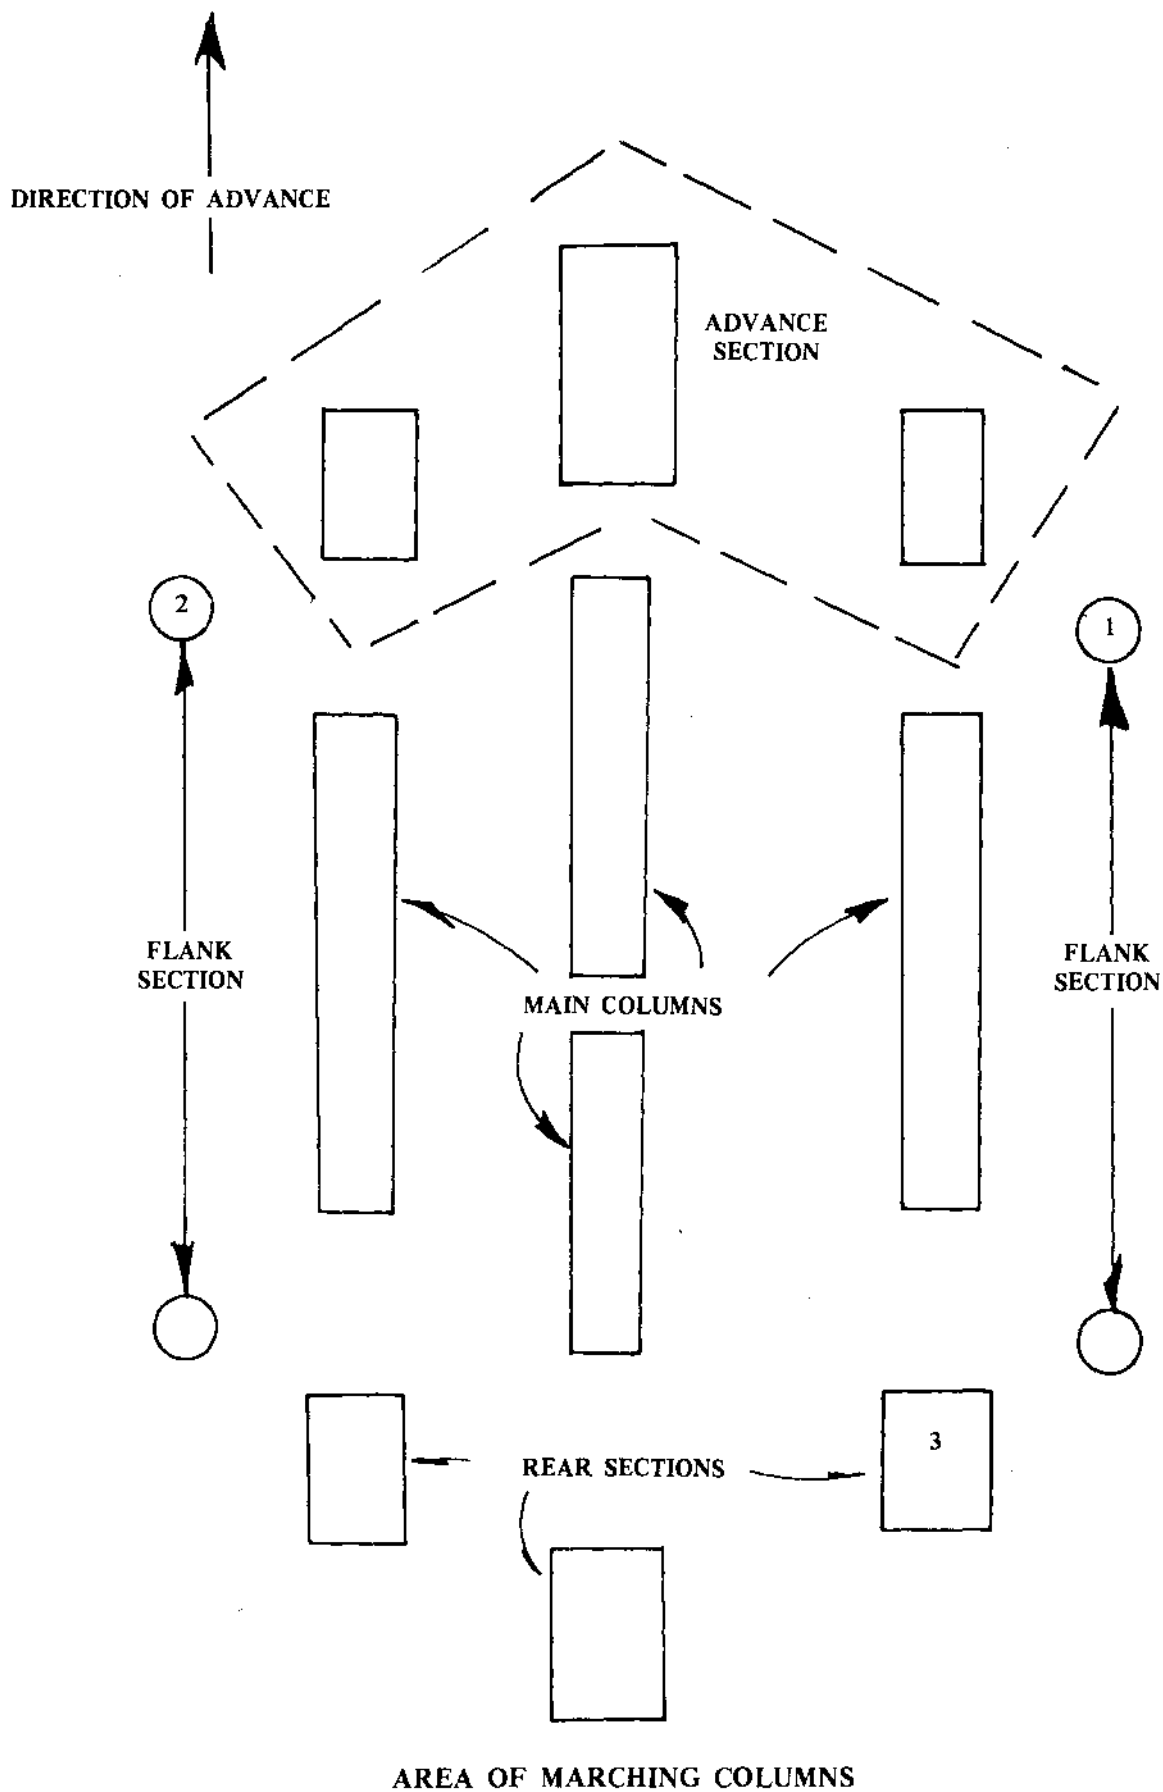 DIRECTION OF ADVANCE
ADVANCE
SECTION
2
1
FLANK
SECTION
FLANK
SECTION
MAIN COLUMNS
3
REAR SECTIONS
AREA OF MARCHING COLUMNS